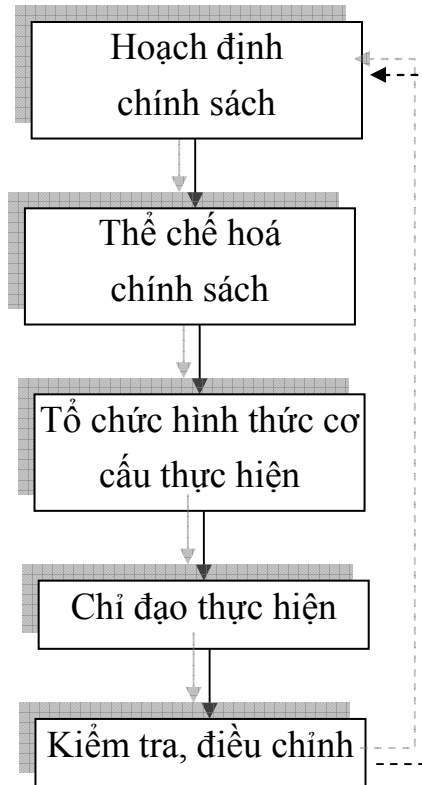 Hoạch định
chính sách
Thể chế hoá
chính sách
Tổ chức hình thức cơ
cấu thực hiện
Chỉ đạo thực hiện
Kiểm tra, điều chỉnh